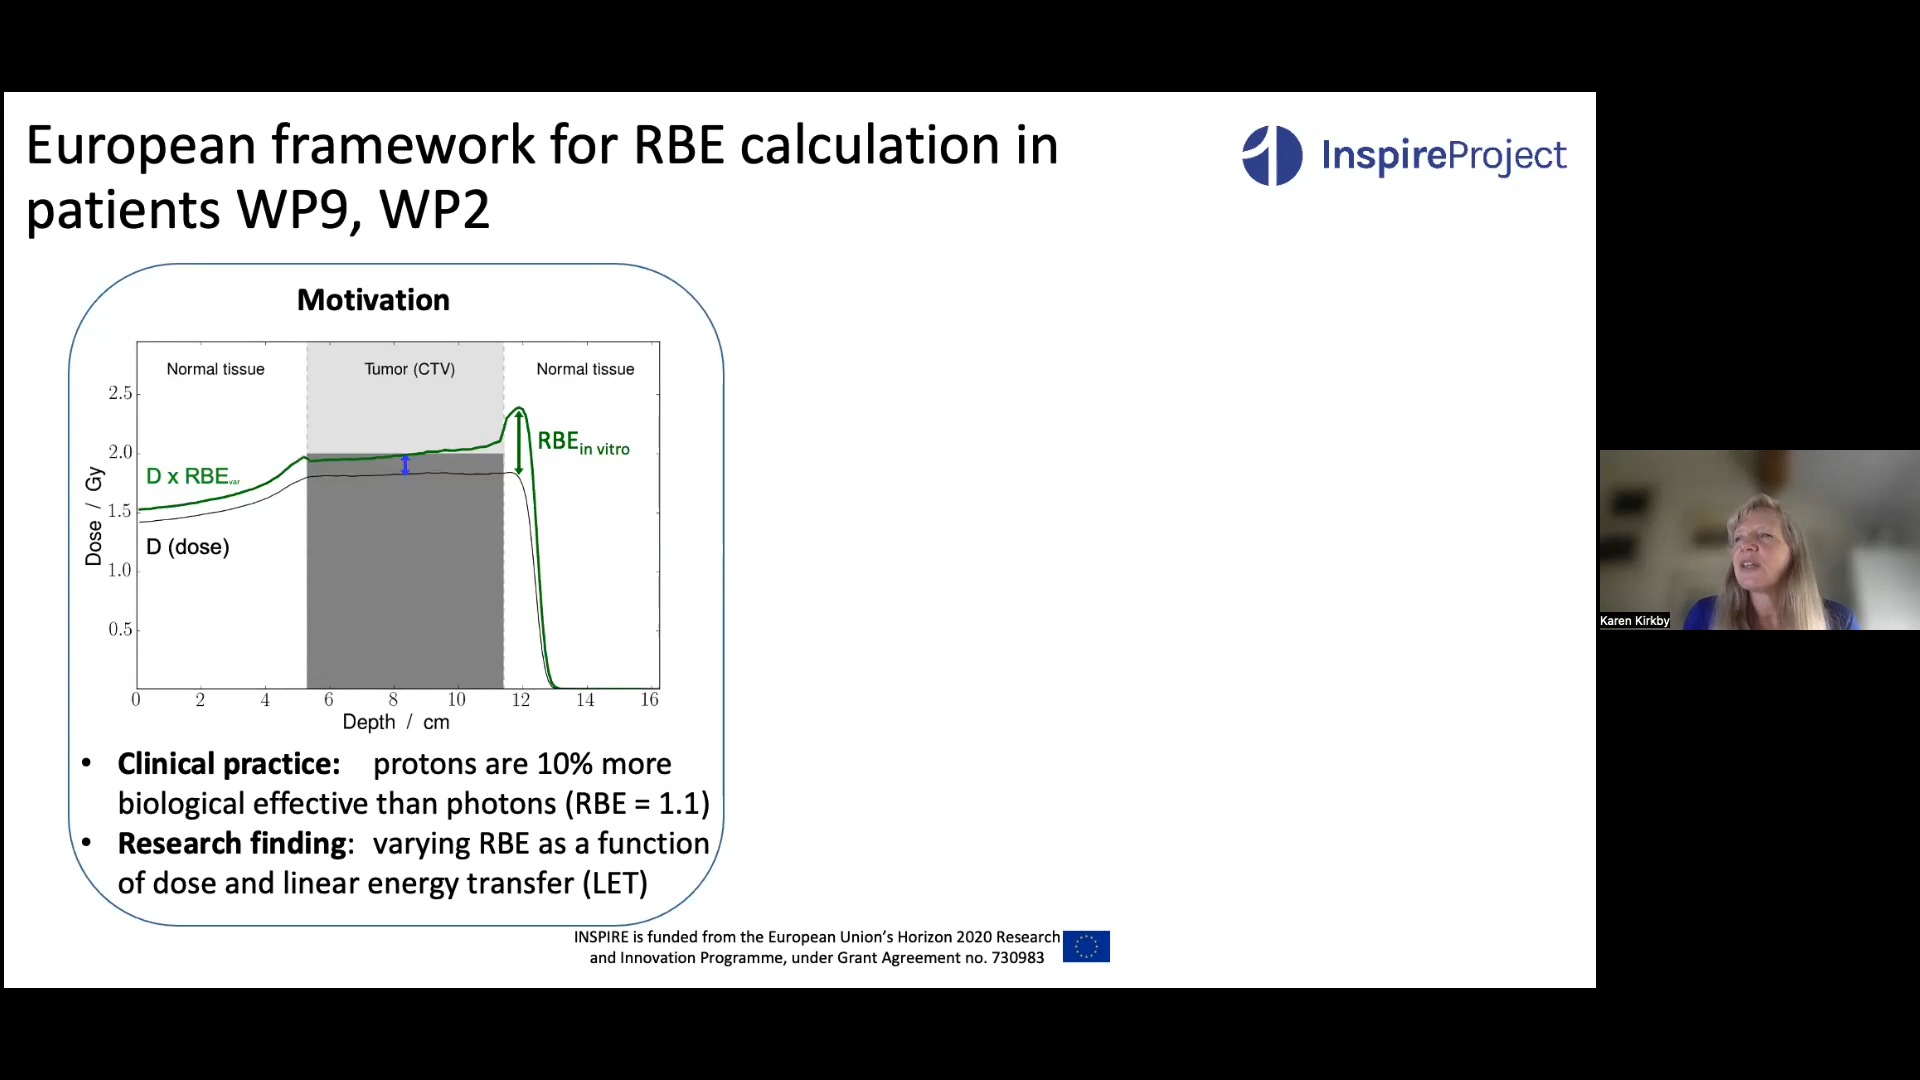 European framework for RBE calculation in
patients WP9, WP2
InspireProject
Motivation
Normal tissue
Tumor (CTV)
Normal tissue
2.5
2.0
1.5
1.0
0.5
Dose / Gy
D x RBEvar
D (dose)
RBEin vitro
0 2 4 6 8 10 12 14 16
Depth / cm
• Clinical practice: protons are 10% more
biological effective than photons (RBE = 1.1)
• Research finding: varying RBE as a function
of dose and linear energy transfer (LET)
INSPIRE is funded from the European Union’s Horizon 2020 Research
and Innovation Programme, under Grant Agreement no. 730983
Karen Kirkby